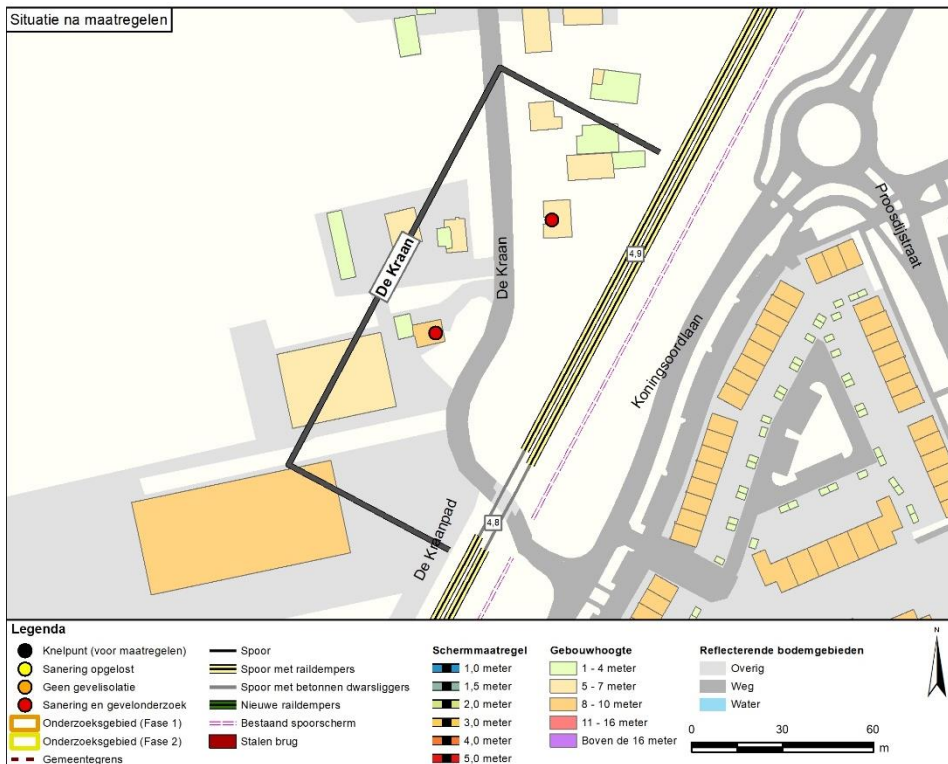 Situatie na maatregelen
De Kraan
De Kraan
4,9
Proosdijstraat
Koningsoordlaan
4,8
De Kraanpad
Legenda
Knelpunt (voor maatregelen)
Sanering opgelost
Geen gevelisolatie
Sanering en gevelonderzoek
Onderzoeksgebied (Fase 1)
Onderzoeksgebied (Fase 2)
Gemeentegrens
Spoor
Spoor met raildempers
Spoor met betonnen dwarsliggers
Nieuwe raildempers
Bestaand spoorscherm
Stalen brug
Schermmaatregel
1,0 meter
1,5 meter
2,0 meter
3,0 meter
4,0 meter
5,0 meter
Gebouwhoogte
1 - 4 meter
5 - 7 meter
8 - 10 meter
11 - 16 meter
Boven de 16 meter
Reflecterende bodemgebieden
Overig
Weg
Water
N
0 15 30 60
m